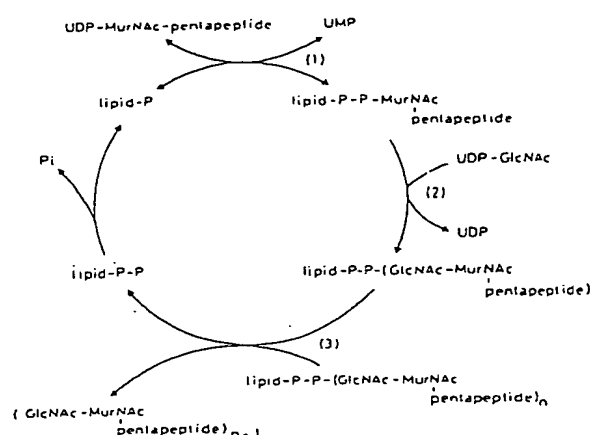 UDP-MurNAc-pentapeptide
UMP
(1)
lipid-P
lipid-P-P-MurNAc
pentapeptide
Pi
UDP-GlcNAc
(2)
UDP
lipid-P-P
lipid-P-P-(GlcNAc-MurNAc
pentapeptide)
(3)
lipid-P-P-(GlcNAc-MurNAc
pentapeptide)n
( GlcNAc-MurNAc
pentapeptide)n+1